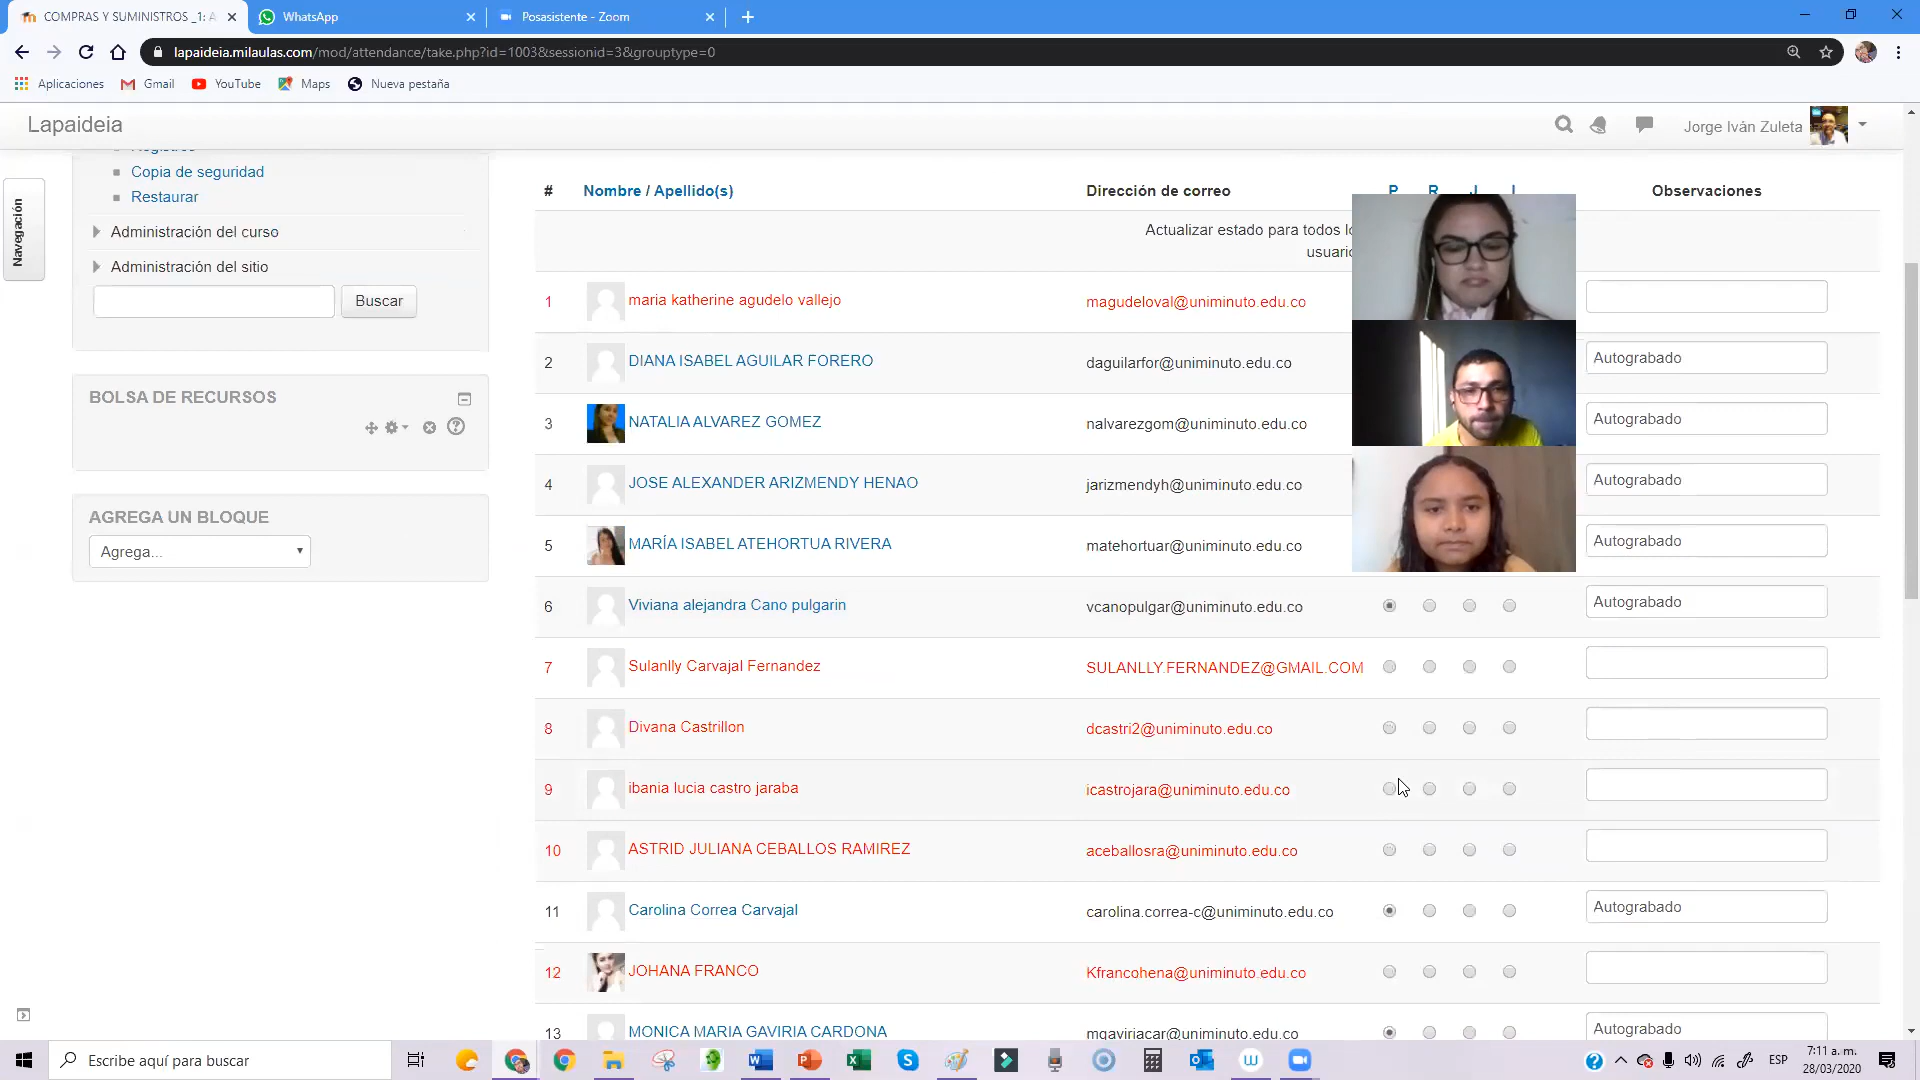 COMPRAS Y SUMINISTROS _1: A
WhatsApp
Posasistente - Zoom
lapaideia.milaulas.com/mod/attendance/take.php?id=1003&sessionid=3&grouptype=0
Aplicaciones
Gmail
YouTube
Maps
Nueva pestaña
Lapaideia
Jorge Iván Zuleta
Navegación
Registros
Copia de seguridad
Restaurar
Administración del curso
Administración del sitio
Buscar
BOLSA DE RECURSOS
AGREGA UN BLOQUE
Agrega...
# Nombre / Apellido(s) Dirección de correo P R J I Observaciones
Actualizar estado para todos lo
usuario
1 maria katherine agudelo vallejo magudeloval@uniminuto.edu.co
2 DIANA ISABEL AGUILAR FORERO daguilarfor@uniminuto.edu.co Autograbado
3 NATALIA ALVAREZ GOMEZ nalvarezgom@uniminuto.edu.co Autograbado
4 JOSE ALEXANDER ARIZMENDY HENAO jarizmendyh@uniminuto.edu.co Autograbado
5 MARÍA ISABEL ATEHORTUA RIVERA matehortuar@uniminuto.edu.co Autograbado
6 Viviana alejandra Cano pulgarin vcanopulgar@uniminuto.edu.co Autograbado
7 Sulanlly Carvajal Fernandez SULANLLY.FERNANDEZ@GMAIL.COM
8 Divana Castrillon dcastri2@uniminuto.edu.co
9 ibania lucia castro jaraba icastrojara@uniminuto.edu.co
10 ASTRID JULIANA CEBALLOS RAMIREZ aceballosra@uniminuto.edu.co
11 Carolina Correa Carvajal carolina.correa-c@uniminuto.edu.co Autograbado
12 JOHANA FRANCO Kfrancohena@uniminuto.edu.co
13 MONICA MARIA GAVIRIA CARDONA mgaviriacar@uniminuto.edu.co Autograbado
Escribe aquí para buscar
ESP
7:11 a. m.
28/03/2020